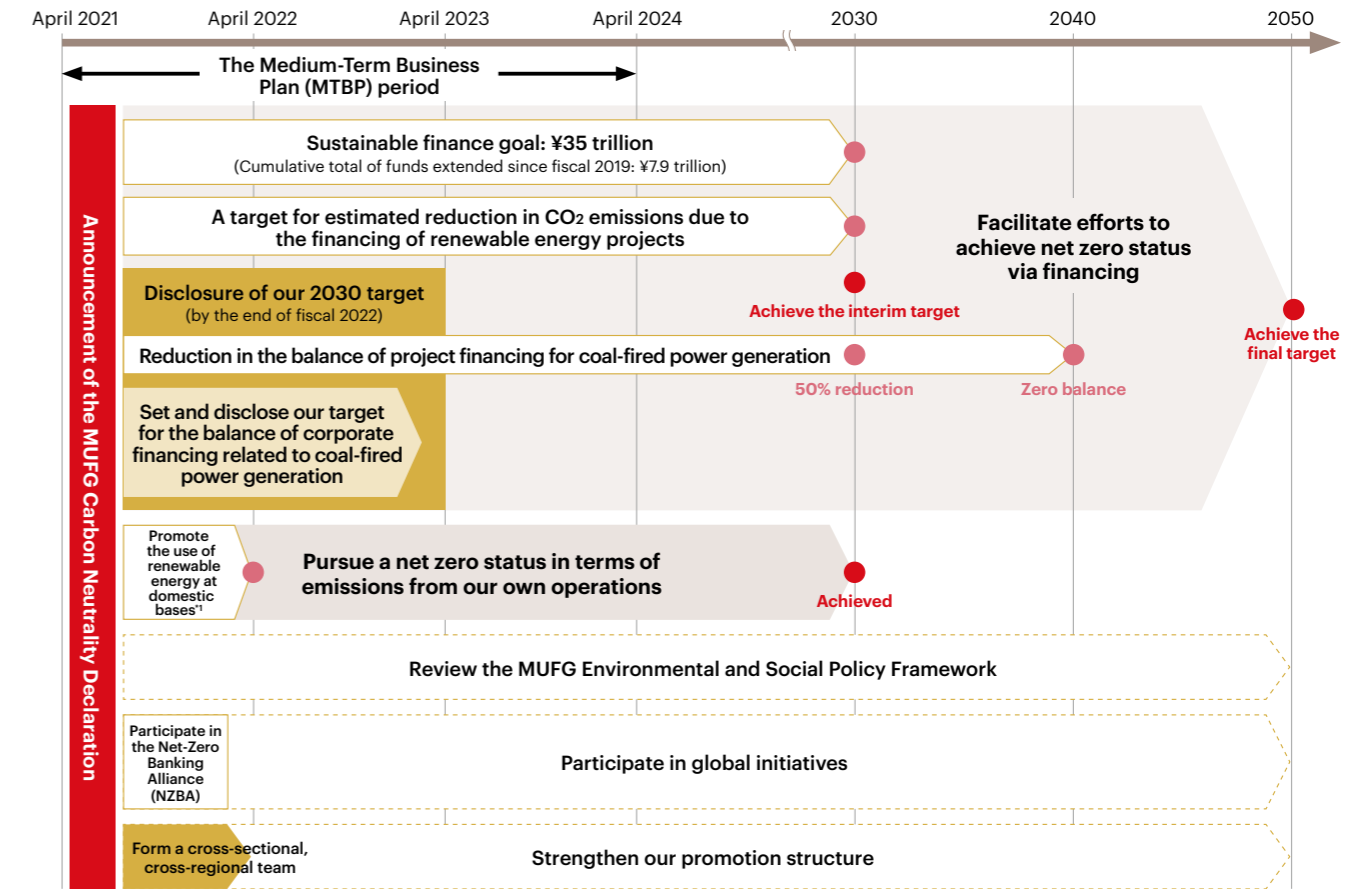 April 2021 April 2022 April 2023 April 2024 2030 2040 2050
The Medium-Term Business
Plan (MTBP) period
Announcement of the MUFG Carbon Neutrality Declaration
Sustainable finance goal: ¥35 trillion
(Cumulative total of funds extended since fiscal 2019: ¥7.9 trillion)
A target for estimated reduction in CO2 emissions due to
the financing of renewable energy projects
Facilitate efforts to
achieve net zero status
via financing
Disclosure of our 2030 target
(by the end of fiscal 2022)
Achieve the interim target
Achieve the
final target
Reduction in the balance of project financing for coal-fired power generation
50% reduction
Zero balance
Set and disclose our target
for the balance of corporate
financing related to coal-fired
power generation
Promote
the use of
renewable
energy at
domestic
bases*1
Pursue a net zero status in terms of
emissions from our own operations
Achieved
Review the MUFG Environmental and Social Policy Framework
Participate in
the Net-Zero
Banking
Alliance
(NZBA)
Participate in global initiatives
Form a cross-sectional,
cross-regional team
Strengthen our promotion structure